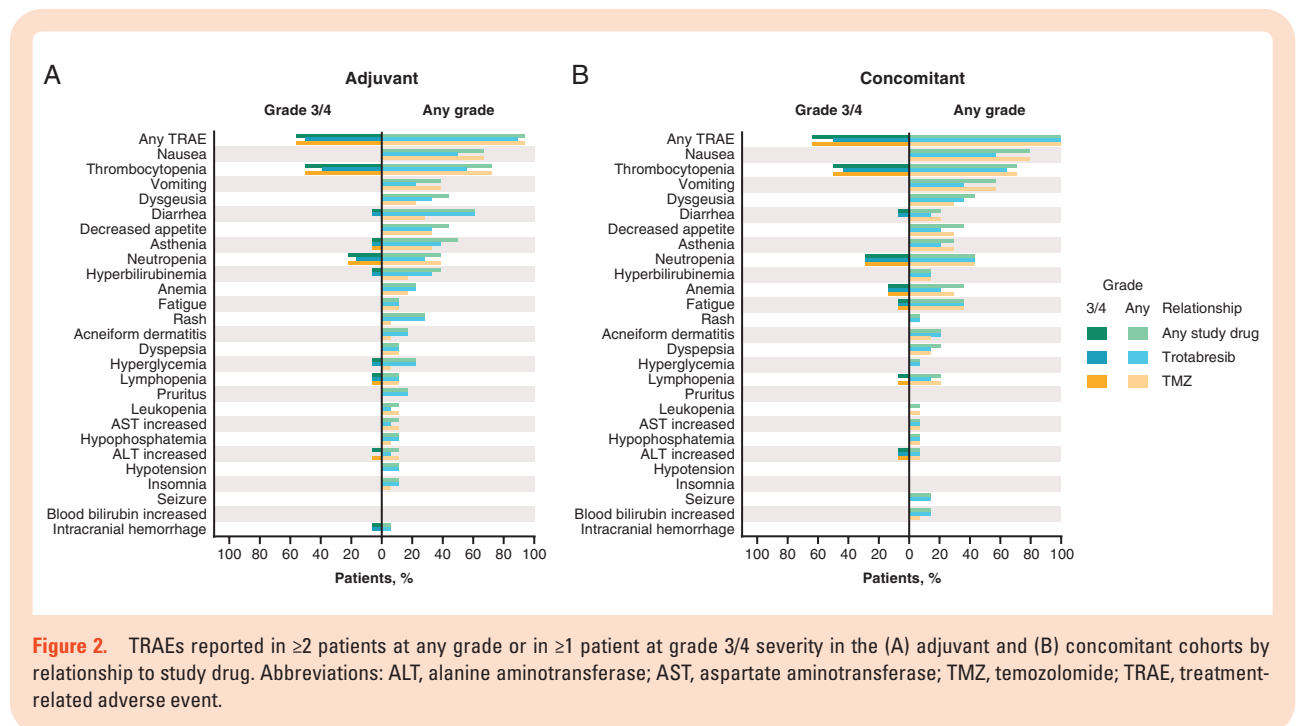 A
Adjuvant
Grade 3/4 Any grade
Any TRAE
Nausea
Thrombocytopenia
Vomiting
Dysgeusia
Diarrhea
Decreased appetite
Asthenia
Neutropenia
Hyperbilirubinemia
Anemia
Fatigue
Rash
Acneiform dermatitis
Dyspepsia
Hyperglycemia
Lymphopenia
Pruritus
Leukopenia
AST increased
Hypophosphatemia
ALT increased
Hypotension
Insomnia
Seizure
Blood bilirubin increased
Intracranial hemorrhage
100 80 60 40 20 0 20 40 60 80 100
Patients, %
B
Concomitant
Grade 3/4 Any grade
Any TRAE
Nausea
Thrombocytopenia
Vomiting
Dysgeusia
Diarrhea
Decreased appetite
Asthenia
Neutropenia
Hyperbilirubinemia
Anemia
Fatigue
Rash
Acneiform dermatitis
Dyspepsia
Hyperglycemia
Lymphopenia
Pruritus
Leukopenia
AST increased
Hypophosphatemia
ALT increased
Hypotension
Insomnia
Seizure
Blood bilirubin increased
Intracranial hemorrhage
100 80 60 40 20 0 20 40 60 80 100
Patients, %
Grade
3/4 Any Relationship
Any study drug
Trotabresib
TMZ
Figure 2. TRAEs reported in ≥2 patients at any grade or in ≥1 patient at grade 3/4 severity in the (A) adjuvant and (B) concomitant cohorts by
relationship to study drug. Abbreviations: ALT, alanine aminotransferase; AST, aspartate aminotransferase; TMZ, temozolomide; TRAE, treatment-
related adverse event.